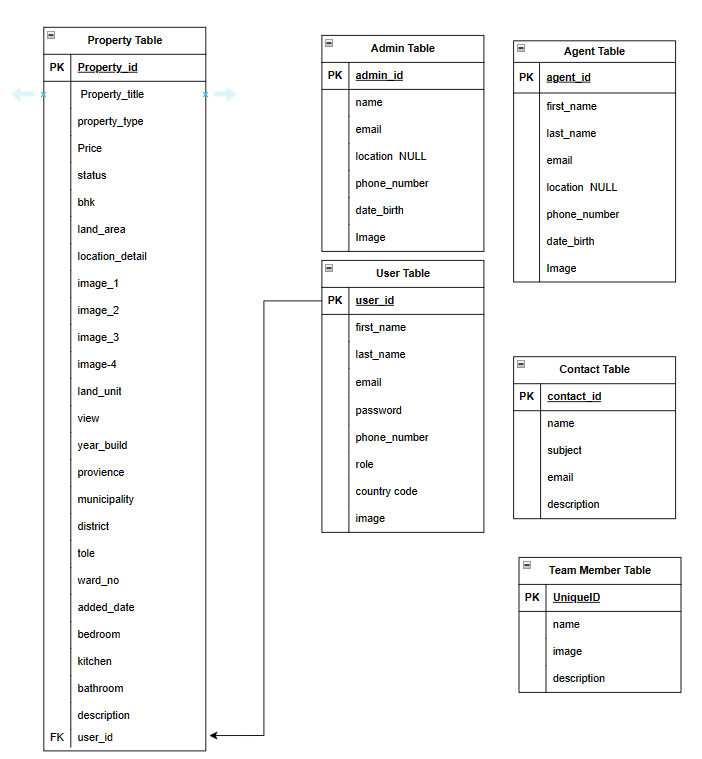 Property Table
PK Property_id
Property_title
property_type
Price
status
bhk
land_area
location_detail
image_1
image_2
image_3
image-4
land_unit
view
year_build
provience
municipality
district
tole
ward_no
added_date
bedroom
kitchen
bathroom
description
FK user_id
Admin Table
PK admin_id
name
email
location NULL
phone_number
date_birth
Image
User Table
PK user_id
first_name
last_name
email
password
phone_number
role
country code
image
Agent Table
PK agent_id
first_name
last_name
email
location NULL
phone_number
date_birth
Image
Contact Table
PK contact_id
name
subject
email
description
Team Member Table
PK UniqueID
name
image
description